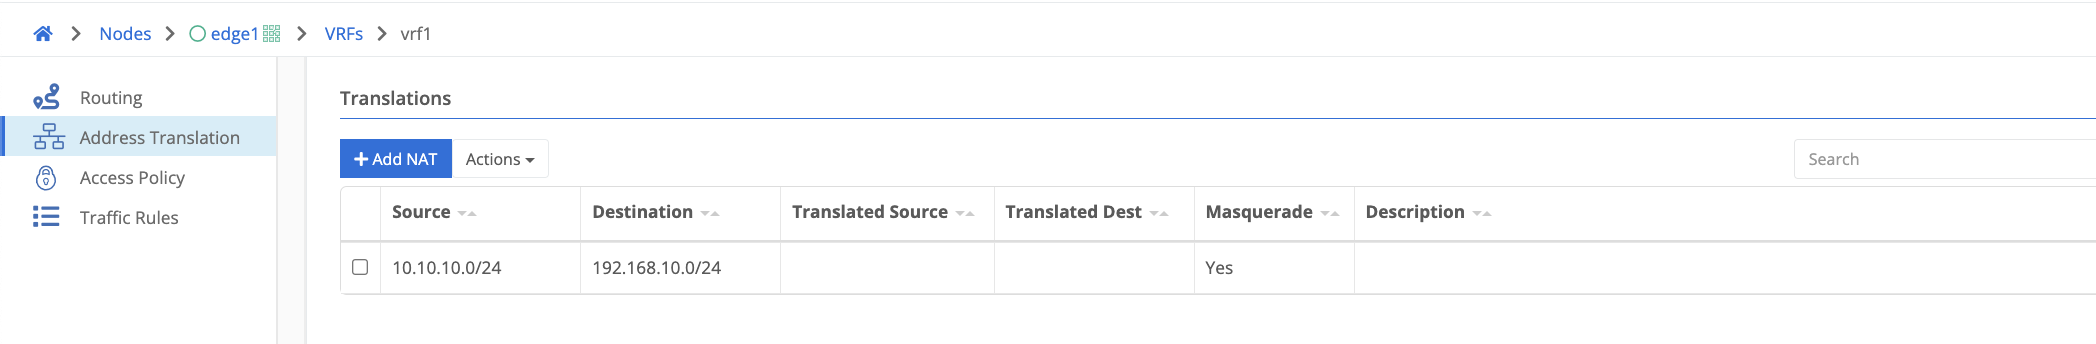 Nodes edge1 VRFs vrf1
Routing
Address Translation
Access Policy
Traffic Rules
Translations
Add NAT Actions Search
Source Destination Translated Source Translated Dest Masquerade Description
10.10.10.0/24 192.168.10.0/24 Yes